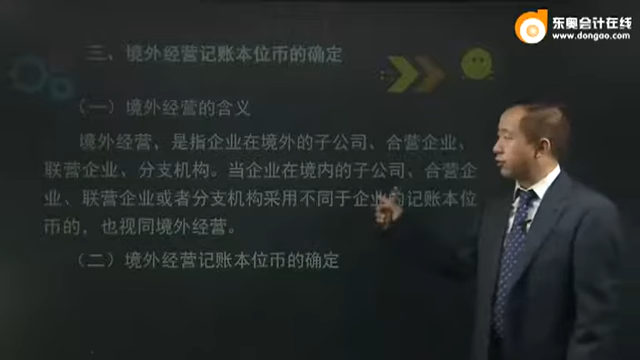 东奥会计在线
www.dongao.com
三、境外经营记账本位币的确定
（一）境外经营的含义
境外经营，是指企业在境外的子公司、合营企业、
联营企业、分支机构。当企业在境内的子公司、合营企
业、联营企业或者分支机构采用不同于企业的记账本位
币的，也视同境外经营。
（二）境外经营记账本位币的确定